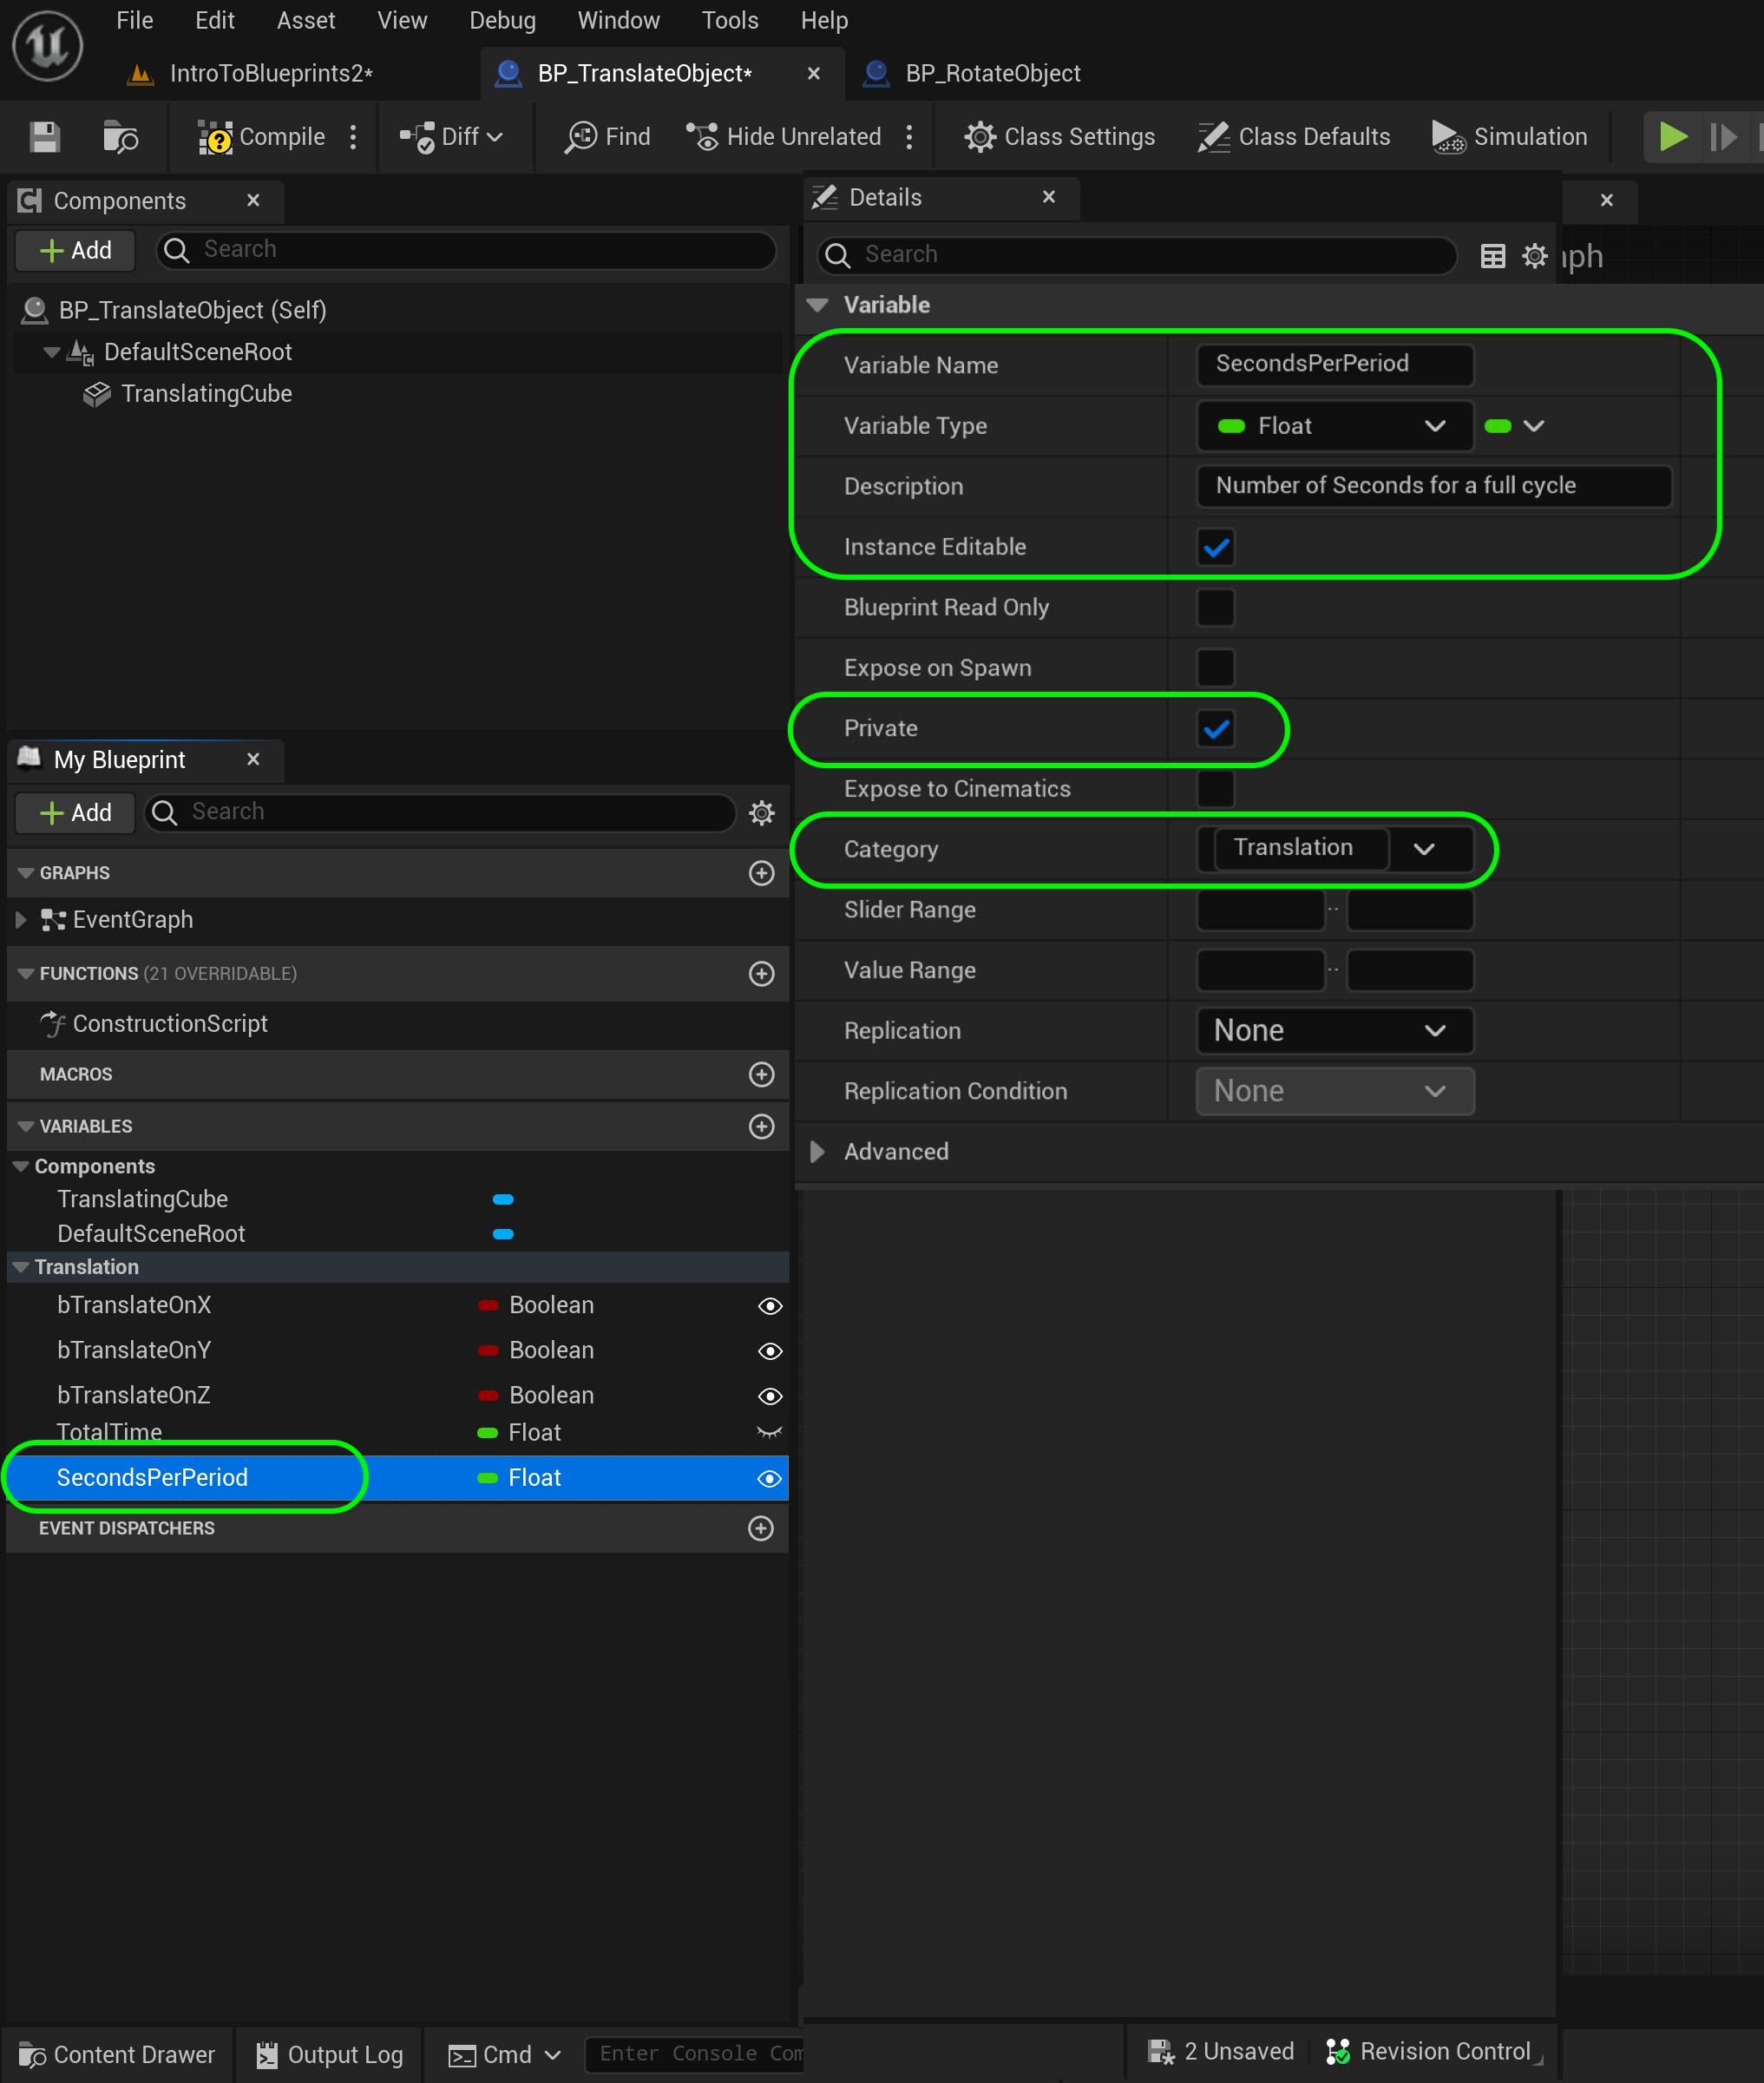 File Edit Asset View Debug Window Tools Help
IntroToBlueprints2* BP_TranslateObject* BP_RotateObject
Compile Diff Find Hide Unrelated Class Settings Class Defaults Simulation
Components
Add Search
BP_TranslateObject (Self)
DefaultSceneRoot
TranslatingCube
My Blueprint
Add Search
GRAPHS
EventGraph
FUNCTIONS (21 OVERRIDABLE)
ConstructionScript
MACROS
VARIABLES
Components
TranslatingCube
DefaultSceneRoot
Translation
bTranslateOnX Boolean
bTranslateOnY Boolean
bTranslateOnZ Boolean
TotalTime Float
SecondsPerPeriod Float
EVENT DISPATCHERS
Details
Search
Variable
Variable Name SecondsPerPeriod
Variable Type Float
Description Number of Seconds for a full cycle
Instance Editable
Blueprint Read Only
Expose on Spawn
Private
Expose to Cinematics
Category Translation
Slider Range ..
Value Range ..
Replication None
Replication Condition None
Advanced
Content Drawer Output Log Cmd Enter Console 2 Unsaved Revision Control